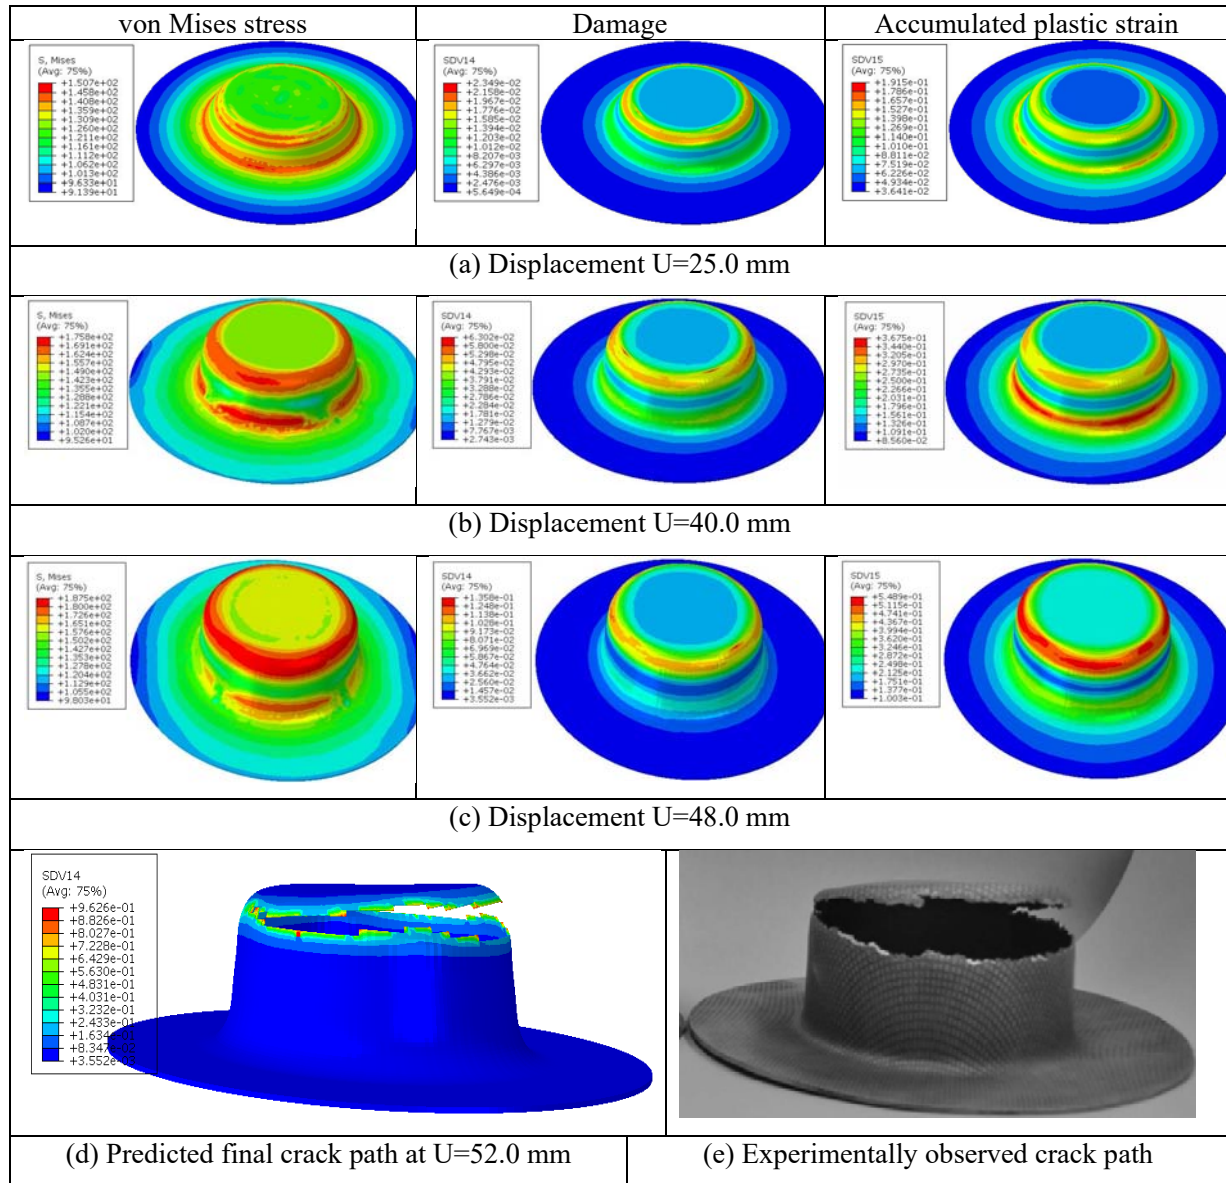 von Mises stress
Damage
Accumulated plastic strain
S, Mises
(Avg: 75%)
+1.507e+02
+1.458e+02
+1.408e+02
+1.359e+02
+1.309e+02
+1.260e+02
+1.211e+02
+1.161e+02
+1.112e+02
+1.062e+02
+1.013e+02
+9.633e+01
+9.139e+01
SDV14
(Avg: 75%)
+2.349e-02
+2.158e-02
+1.967e-02
+1.776e-02
+1.585e-02
+1.394e-02
+1.203e-02
+1.012e-02
+8.207e-03
+6.297e-03
+4.386e-03
+2.476e-03
+5.649e-04
SDV15
(Avg: 75%)
+1.915e-01
+1.786e-01
+1.657e-01
+1.527e-01
+1.398e-01
+1.269e-01
+1.140e-01
+1.010e-01
+8.811e-02
+7.519e-02
+6.226e-02
+4.934e-02
+3.641e-02
(a) Displacement U=25.0 mm
S, Mises
(Avg: 75%)
+1.758e+02
+1.691e+02
+1.624e+02
+1.557e+02
+1.490e+02
+1.423e+02
+1.355e+02
+1.288e+02
+1.221e+02
+1.154e+02
+1.087e+02
+1.020e+02
+9.526e+01
SDV14
(Avg: 75%)
+6.302e-02
+5.800e-02
+5.298e-02
+4.795e-02
+4.293e-02
+3.791e-02
+3.288e-02
+2.786e-02
+2.284e-02
+1.781e-02
+1.279e-02
+7.767e-03
+2.743e-03
SDV15
(Avg: 75%)
+3.675e-01
+3.440e-01
+3.205e-01
+2.970e-01
+2.735e-01
+2.500e-01
+2.266e-01
+2.031e-01
+1.796e-01
+1.561e-01
+1.326e-01
+1.091e-01
+8.560e-02
(b) Displacement U=40.0 mm
S, Mises
(Avg: 75%)
+1.875e+02
+1.800e+02
+1.726e+02
+1.651e+02
+1.576e+02
+1.502e+02
+1.427e+02
+1.353e+02
+1.278e+02
+1.204e+02
+1.129e+02
+1.055e+02
+9.803e+01
SDV14
(Avg: 75%)
+1.358e-01
+1.248e-01
+1.138e-01
+1.028e-01
+9.173e-02
+8.071e-02
+6.969e-02
+5.867e-02
+4.764e-02
+3.662e-02
+2.560e-02
+1.457e-02
+3.552e-03
SDV15
(Avg: 75%)
+5.489e-01
+5.115e-01
+4.741e-01
+4.367e-01
+3.994e-01
+3.620e-01
+3.246e-01
+2.872e-01
+2.498e-01
+2.125e-01
+1.751e-01
+1.377e-01
+1.003e-01
(c) Displacement U=48.0 mm
SDV14
(Avg: 75%)
+9.626e-01
+8.826e-01
+8.027e-01
+7.228e-01
+6.429e-01
+5.630e-01
+4.831e-01
+4.031e-01
+3.232e-01
+2.433e-01
+1.634e-01
+8.347e-02
+3.552e-03
(d) Predicted final crack path at U=52.0 mm
(e) Experimentally observed crack path